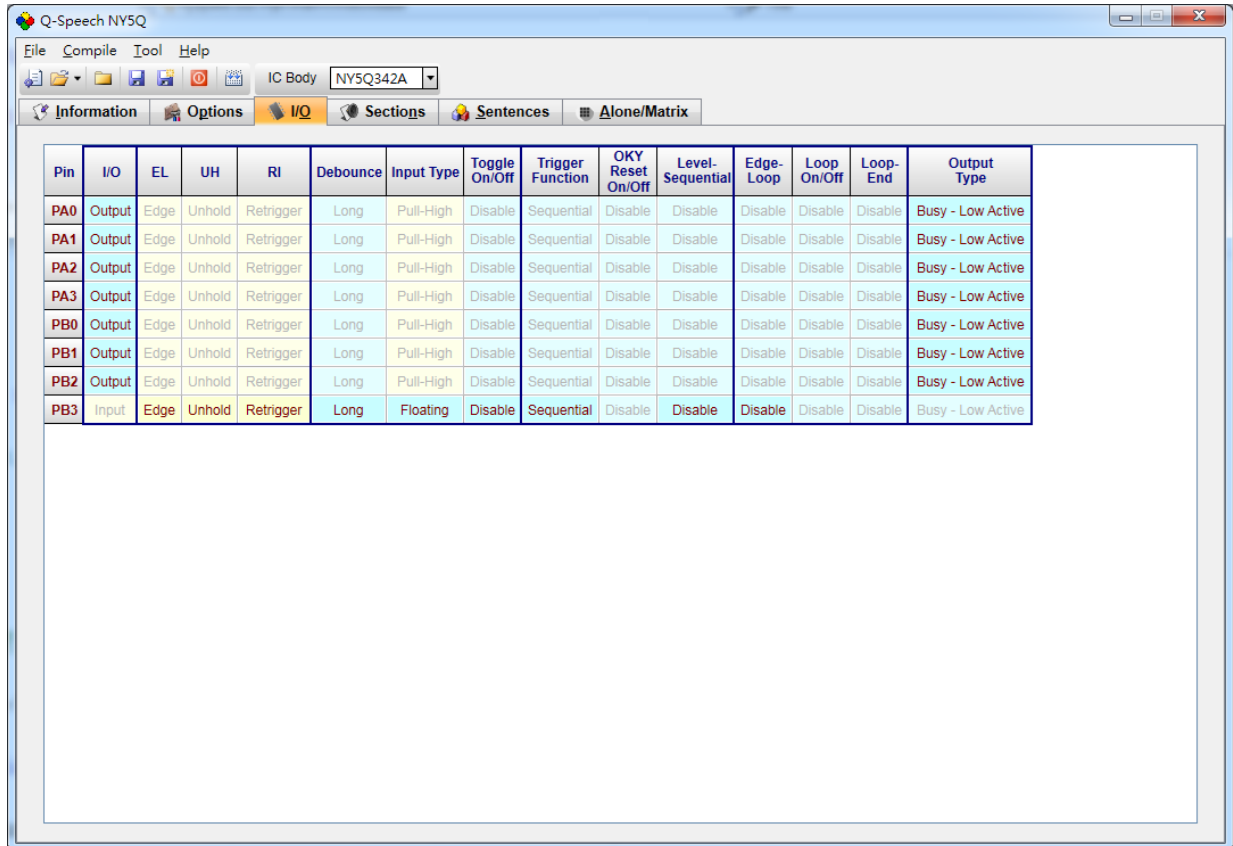 Q-Speech NY5Q
File Compile Tool Help
IC Body NY5Q342A
Information Options I/O Sections Sentences Alone/Matrix
Pin I/O EL UH RI Debounce Input Type Toggle On/Off Trigger Function OKY Reset On/Off Level-Sequential Edge-Loop Loop On/Off Loop-End Output Type
PA0 Output Edge Unhold Retrigger Long Pull-High Disable Sequential Disable Disable Disable Disable Disable Busy - Low Active
PA1 Output Edge Unhold Retrigger Long Pull-High Disable Sequential Disable Disable Disable Disable Disable Busy - Low Active
PA2 Output Edge Unhold Retrigger Long Pull-High Disable Sequential Disable Disable Disable Disable Disable Busy - Low Active
PA3 Output Edge Unhold Retrigger Long Pull-High Disable Sequential Disable Disable Disable Disable Disable Busy - Low Active
PB0 Output Edge Unhold Retrigger Long Pull-High Disable Sequential Disable Disable Disable Disable Disable Busy - Low Active
PB1 Output Edge Unhold Retrigger Long Pull-High Disable Sequential Disable Disable Disable Disable Disable Busy - Low Active
PB2 Output Edge Unhold Retrigger Long Pull-High Disable Sequential Disable Disable Disable Disable Disable Busy - Low Active
PB3 Input Edge Unhold Retrigger Long Floating Disable Sequential Disable Disable Disable Disable Disable Busy - Low Active